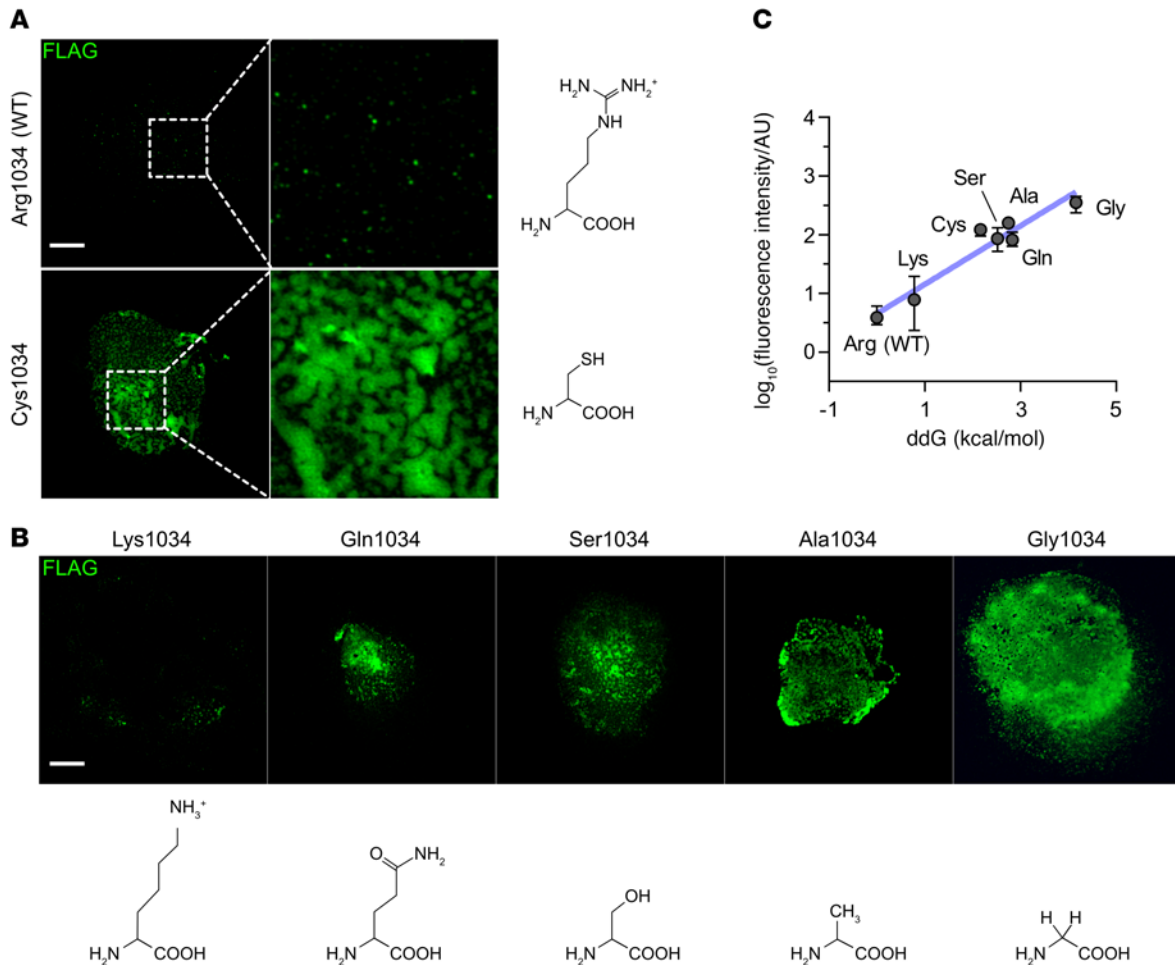 A
FLAG
Arg1034 (WT)
Cys1034
H₂N
NH₂⁺
NH
H₂N
COOH
SH
H₂N
COOH
C
log₁₀(fluorescence intensity/AU)
4
3
2
1
0
-1
1
3
5
ddG (kcal/mol)
Arg (WT)
Lys
Cys
Ser
Ala
Gln
Gly
B
Lys1034
Gln1034
Ser1034
Ala1034
Gly1034
FLAG
NH₃⁺
H₂N
COOH
O
NH₂
H₂N
COOH
OH
H₂N
COOH
CH₃
H₂N
COOH
H
H
H₂N
COOH